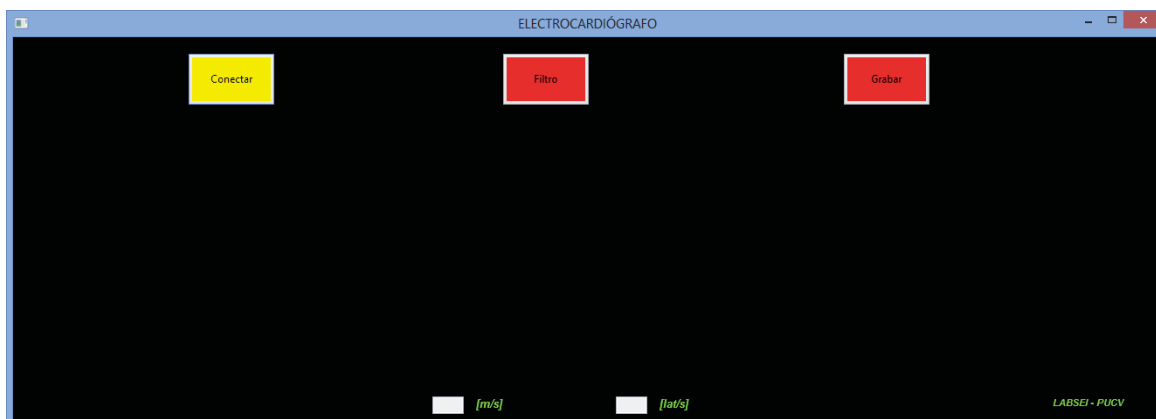 ELECTROCARDIÓGRAFO
Conectar
Filtro
Grabar
[m/s]
[lat/s]
LABSEI - PUCV